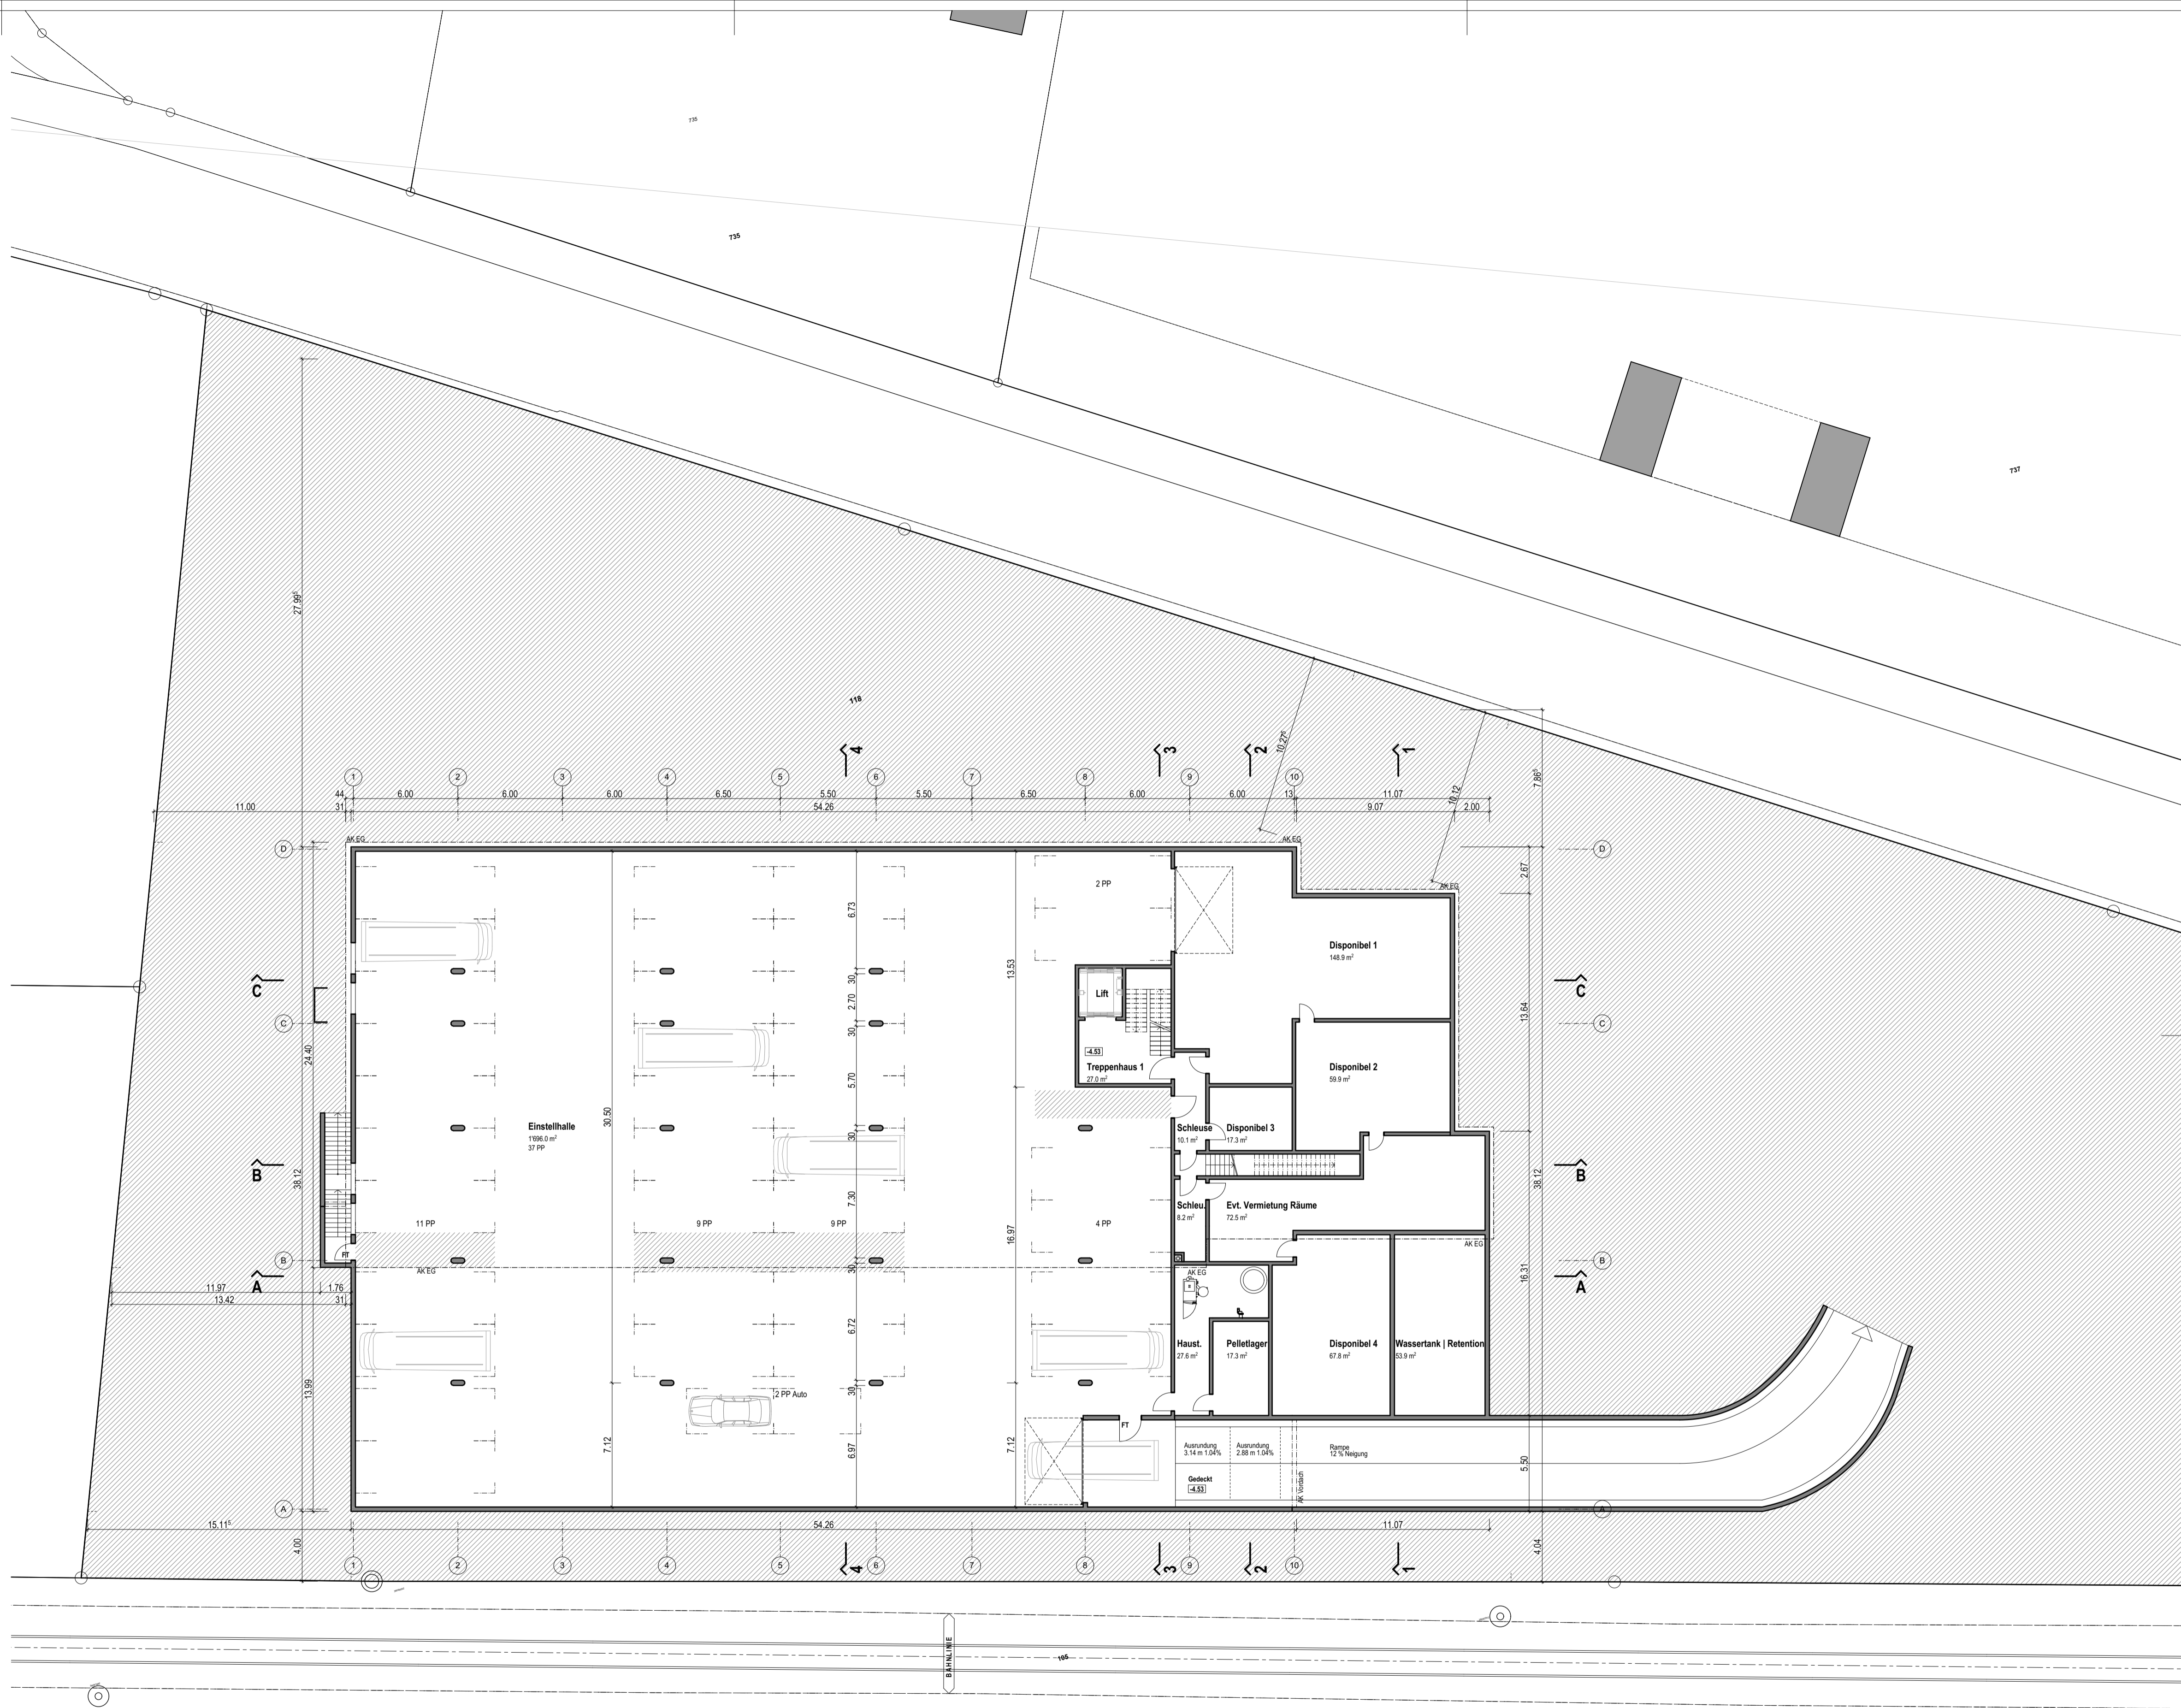 735
735
737
27.99⁵
118
4
3
2
1
10.27⁵
10.12
7.86⁵
1
2
3
4
5
6
7
8
9
10
44
6.00
6.00
6.00
6.50
5.50
5.50
6.50
6.00
6.00
13
11.07
11.00
31
54.26
9.07
2.00
AK EG
AK EG
AK EG
D
D
2.67
2 PP
6.73
13.53
Disponibel 1
148.9 m²
C
C
30
2.70
30
Lift
13.64
C
C
24.40
-4.53
Treppenhaus 1
27.0 m²
Disponibel 2
59.9 m²
5.70
30.50
Einstellhalle
1'696.0 m²
37 PP
30
Schleuse
10.1 m²
Disponibel 3
17.3 m²
B
B
38.12
38.12
7.30
Schleu.
8.2 m²
Evt. Vermietung Räume
72.5 m²
11 PP
9 PP
9 PP
4 PP
16.97
AK EG
FT
B
B
30
AK EG
AK EG
16.31
A
A
11.97
1.76
13.42
31
6.72
Haust.
27.6 m²
Pelletlager
17.3 m²
Disponibel 4
67.8 m²
Wassertank | Retention
53.9 m²
13.99
30
2 PP Auto
FT
7.12
6.97
7.12
Ausrundung
3.14 m 1.04%
Ausrundung
2.88 m 1.04%
Rampe
12 % Neigung
5.50
Gedeckt
-4.53
AK Vordach
A
A
15.11⁵
54.26
11.07
4.00
4.04
1
2
3
4
5
6
7
8
9
10
4
3
2
1
BAHNLINIE
105